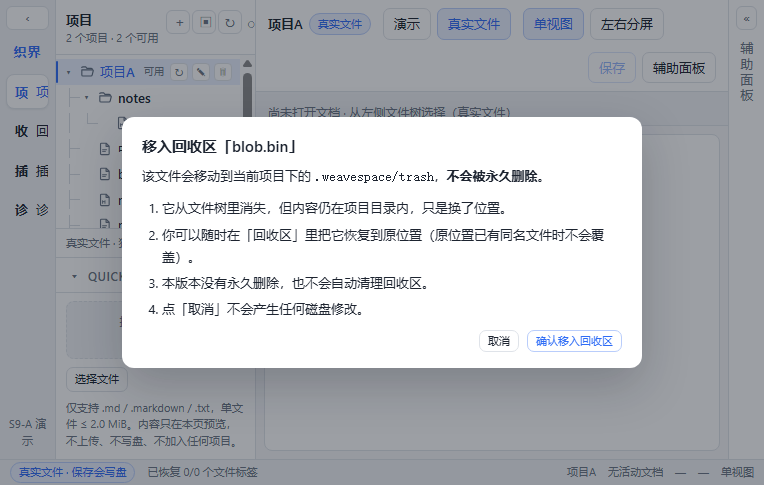 ‹
织界
项 项
收 回
插 插
诊 诊
S9-A 演
示
项目
2 个项目 · 2 个可用
+
↻
▾ 项目A 可用 ↻
▾ notes
真实文件 ·
▾ QUICK
选择文件
仅支持 .md / .markdown / .txt，单文
件 ≤ 2.0 MiB。内容只在本页预览，
不上传、不写盘、不加入任何项目。
项目A 真实文件 演示 真实文件 单视图 左右分屏
保存 辅助面板
尚未打开文档 · 从左侧文件树选择（真实文件）
«
辅
助
面
板
移入回收区「blob.bin」
该文件会移动到当前项目下的 .weavespace/trash，不会被永久删除。
1. 它从文件树里消失，但内容仍在项目目录内，只是换了位置。
2. 你可以随时在「回收区」里把它恢复到原位置（原位置已有同名文件时不会覆
盖）。
3. 本版本没有永久删除，也不会自动清理回收区。
4. 点「取消」不会产生任何磁盘修改。
取消 确认移入回收区
真实文件 · 保存会写盘 已恢复 0/0 个文件标签 项目A 无活动文档 — — 单视图